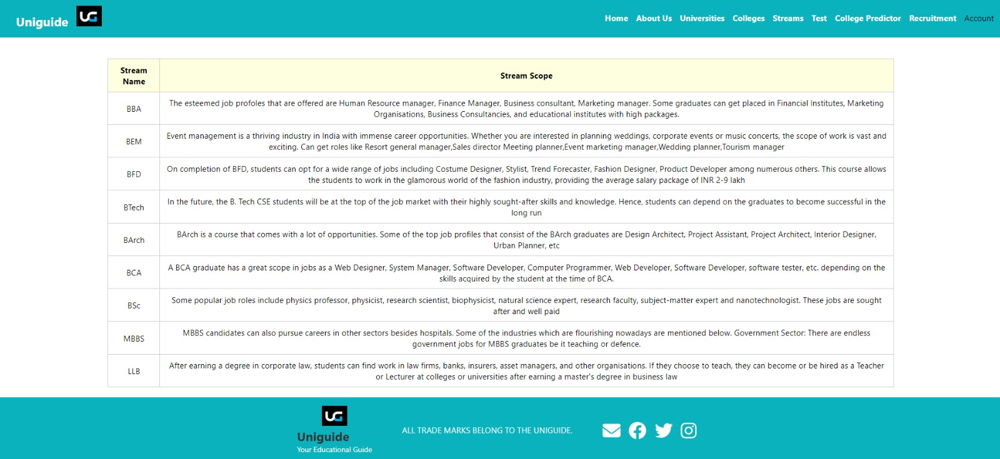 Uniguide UG
Home About Us Universities Colleges Streams Test College Predictor Recruitment Account
Stream Name
Stream Scope
BBA
The esteemed job profoles that are offered are Human Resource manager, Finance Manager, Business consultant, Marketing manager. Some graduates can get placed in Financial Institutes, Marketing
Organisations, Business Consultancies, and educational institutes with high packages.
BEM
Event management is a thriving industry in India with immense career opportunities. Whether you are interested in planning weddings, corporate events or music concerts, the scope of work is vast and
exciting. Can get roles like Resort general manager,Sales director Meeting planner,Event marketing manager,Wedding planner,Tourism manager
BFD
On completion of BFD, students can opt for a wide range of jobs including Costume Designer, Stylist, Trend Forecaster, Fashion Designer, Product Developer among numerous others. This course allows
the students to work in the glamorous world of the fashion industry, providing the average salary package of INR 2-9 lakh
BTech
In the future, the B. Tech CSE students will be at the top of the job market with their highly sought-after skills and knowledge. Hence, students can depend on the graduates to become successful in the
long run
BArch
BArch is a course that comes with a lot of opportunities. Some of the top job profiles that consist of the BArch graduates are Design Architect, Project Assistant, Project Architect, Interior Designer,
Urban Planner, etc
BCA
A BCA graduate has a great scope in jobs as a Web Designer, System Manager, Software Developer, Computer Programmer, Web Developer, Software Developer, software tester, etc. depending on the
skills acquired by the student at the time of BCA.
BSc
Some popular job roles include physics professor, physicist, research scientist, biophysicist, natural science expert, research faculty, subject-matter expert and nanotechnologist. These jobs are sought
after and well paid
MBBS
MBBS candidates can also pursue careers in other sectors besides hospitals. Some of the industries which are flourishing nowadays are mentioned below. Government Sector: There are endless
government jobs for MBBS graduates be it teaching or defence.
LLB
After earning a degree in corporate law, students can find work in law firms, banks, insurers, asset managers, and other organisations. If they choose to teach, they can become or be hired as a Teacher
or Lecturer at colleges or universities after earning a master's degree in business law
UG
Uniguide
Your Educational Guide
ALL TRADE MARKS BELONG TO THE UNIGUIDE.